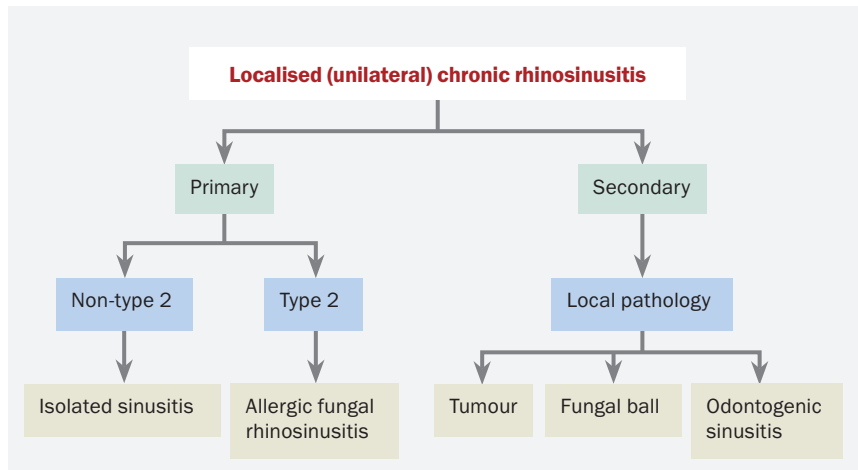 Localised (unilateral) chronic rhinosinusitis
Primary
Secondary
Non-type 2
Type 2
Local pathology
Isolated sinusitis
Allergic fungal
rhinosinusitis
Tumour
Fungal ball
Odontogenic
sinusitis